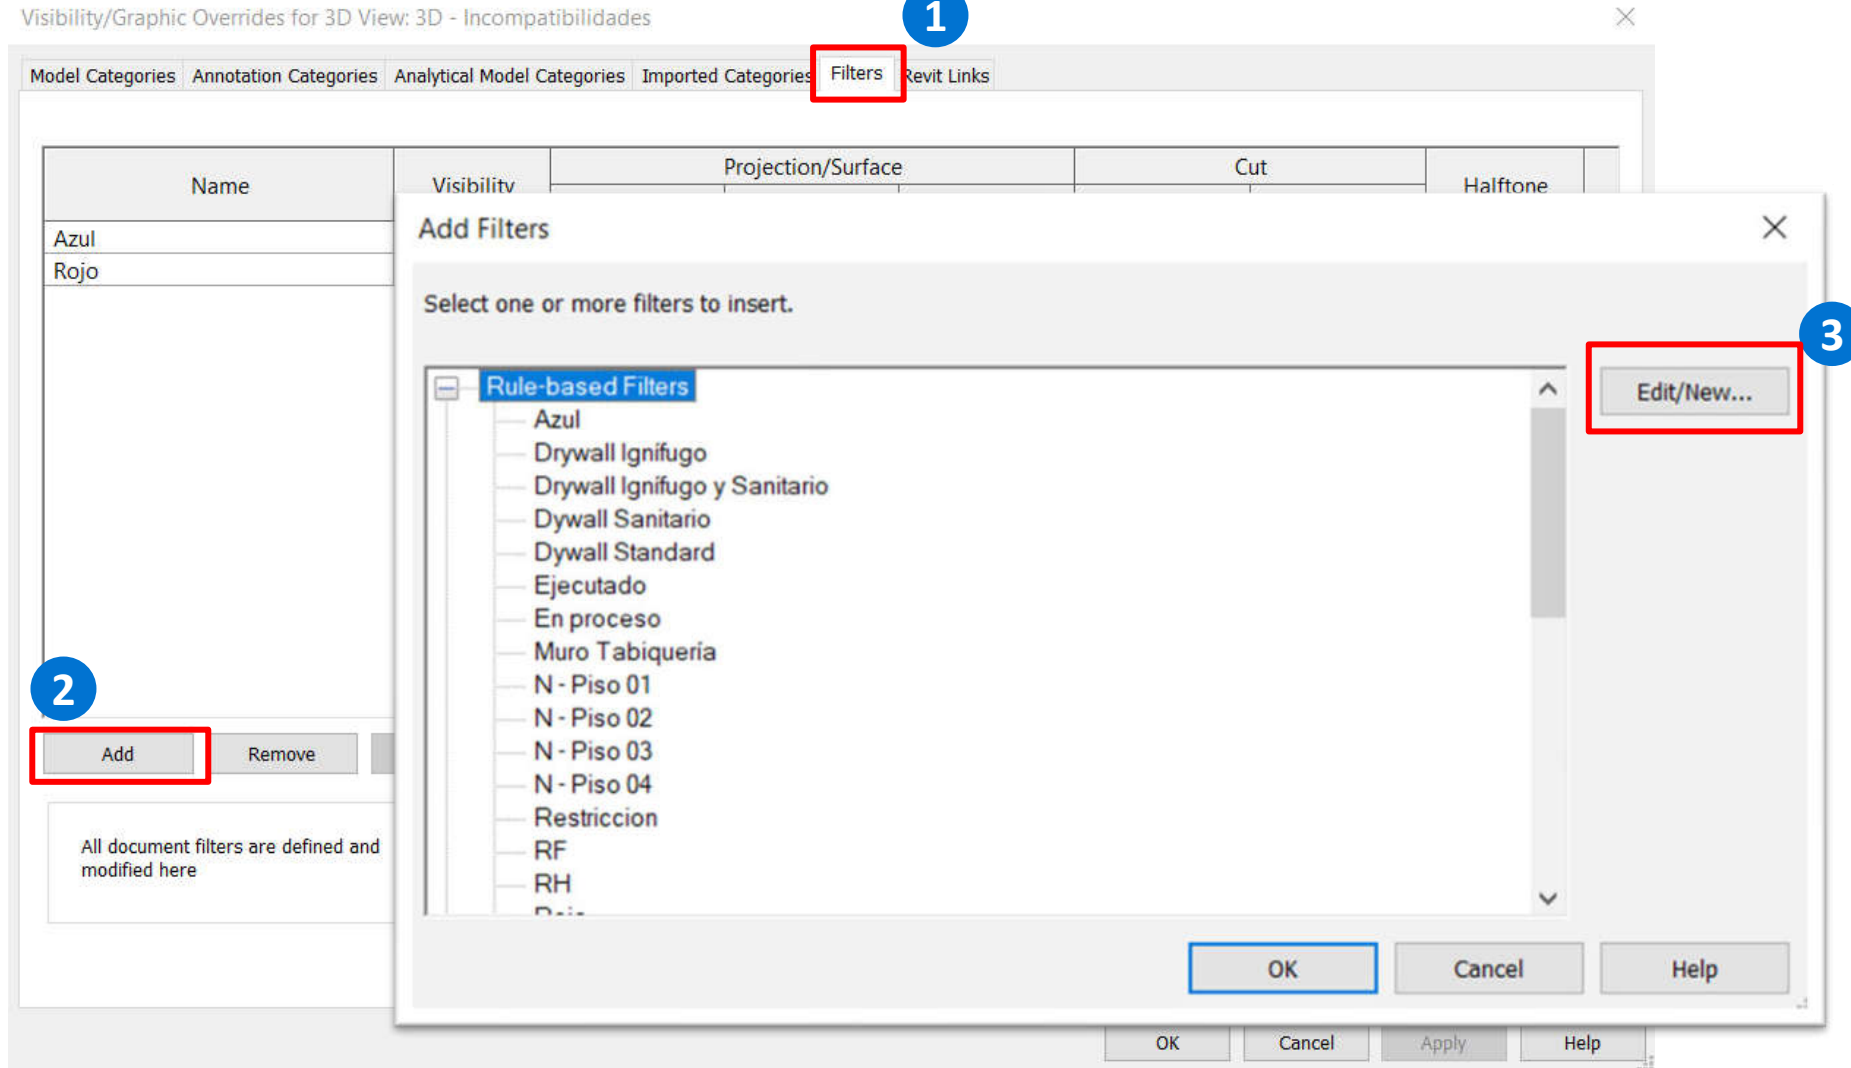 Visibility/Graphic Overrides for 3D View: 3D - Incompatibilidades
1
Model Categories Annotation Categories Analytical Model Categories Imported Categories Filters Revit Links
Name Visibility Projection/Surface Cut Halftone
Azul
Rojo
Add Filters
Select one or more filters to insert.
3
Edit/New...
Rule-based Filters
Azul
Drywall Ignífugo
Drywall Ignífugo y Sanitario
Dywall Sanitario
Dywall Standard
Ejecutado
En proceso
Muro Tabiquería
N - Piso 01
N - Piso 02
N - Piso 03
N - Piso 04
Restriccion
RF
RH
2
Add Remove
All document filters are defined and
modified here
OK Cancel Help
OK Cancel Apply Help